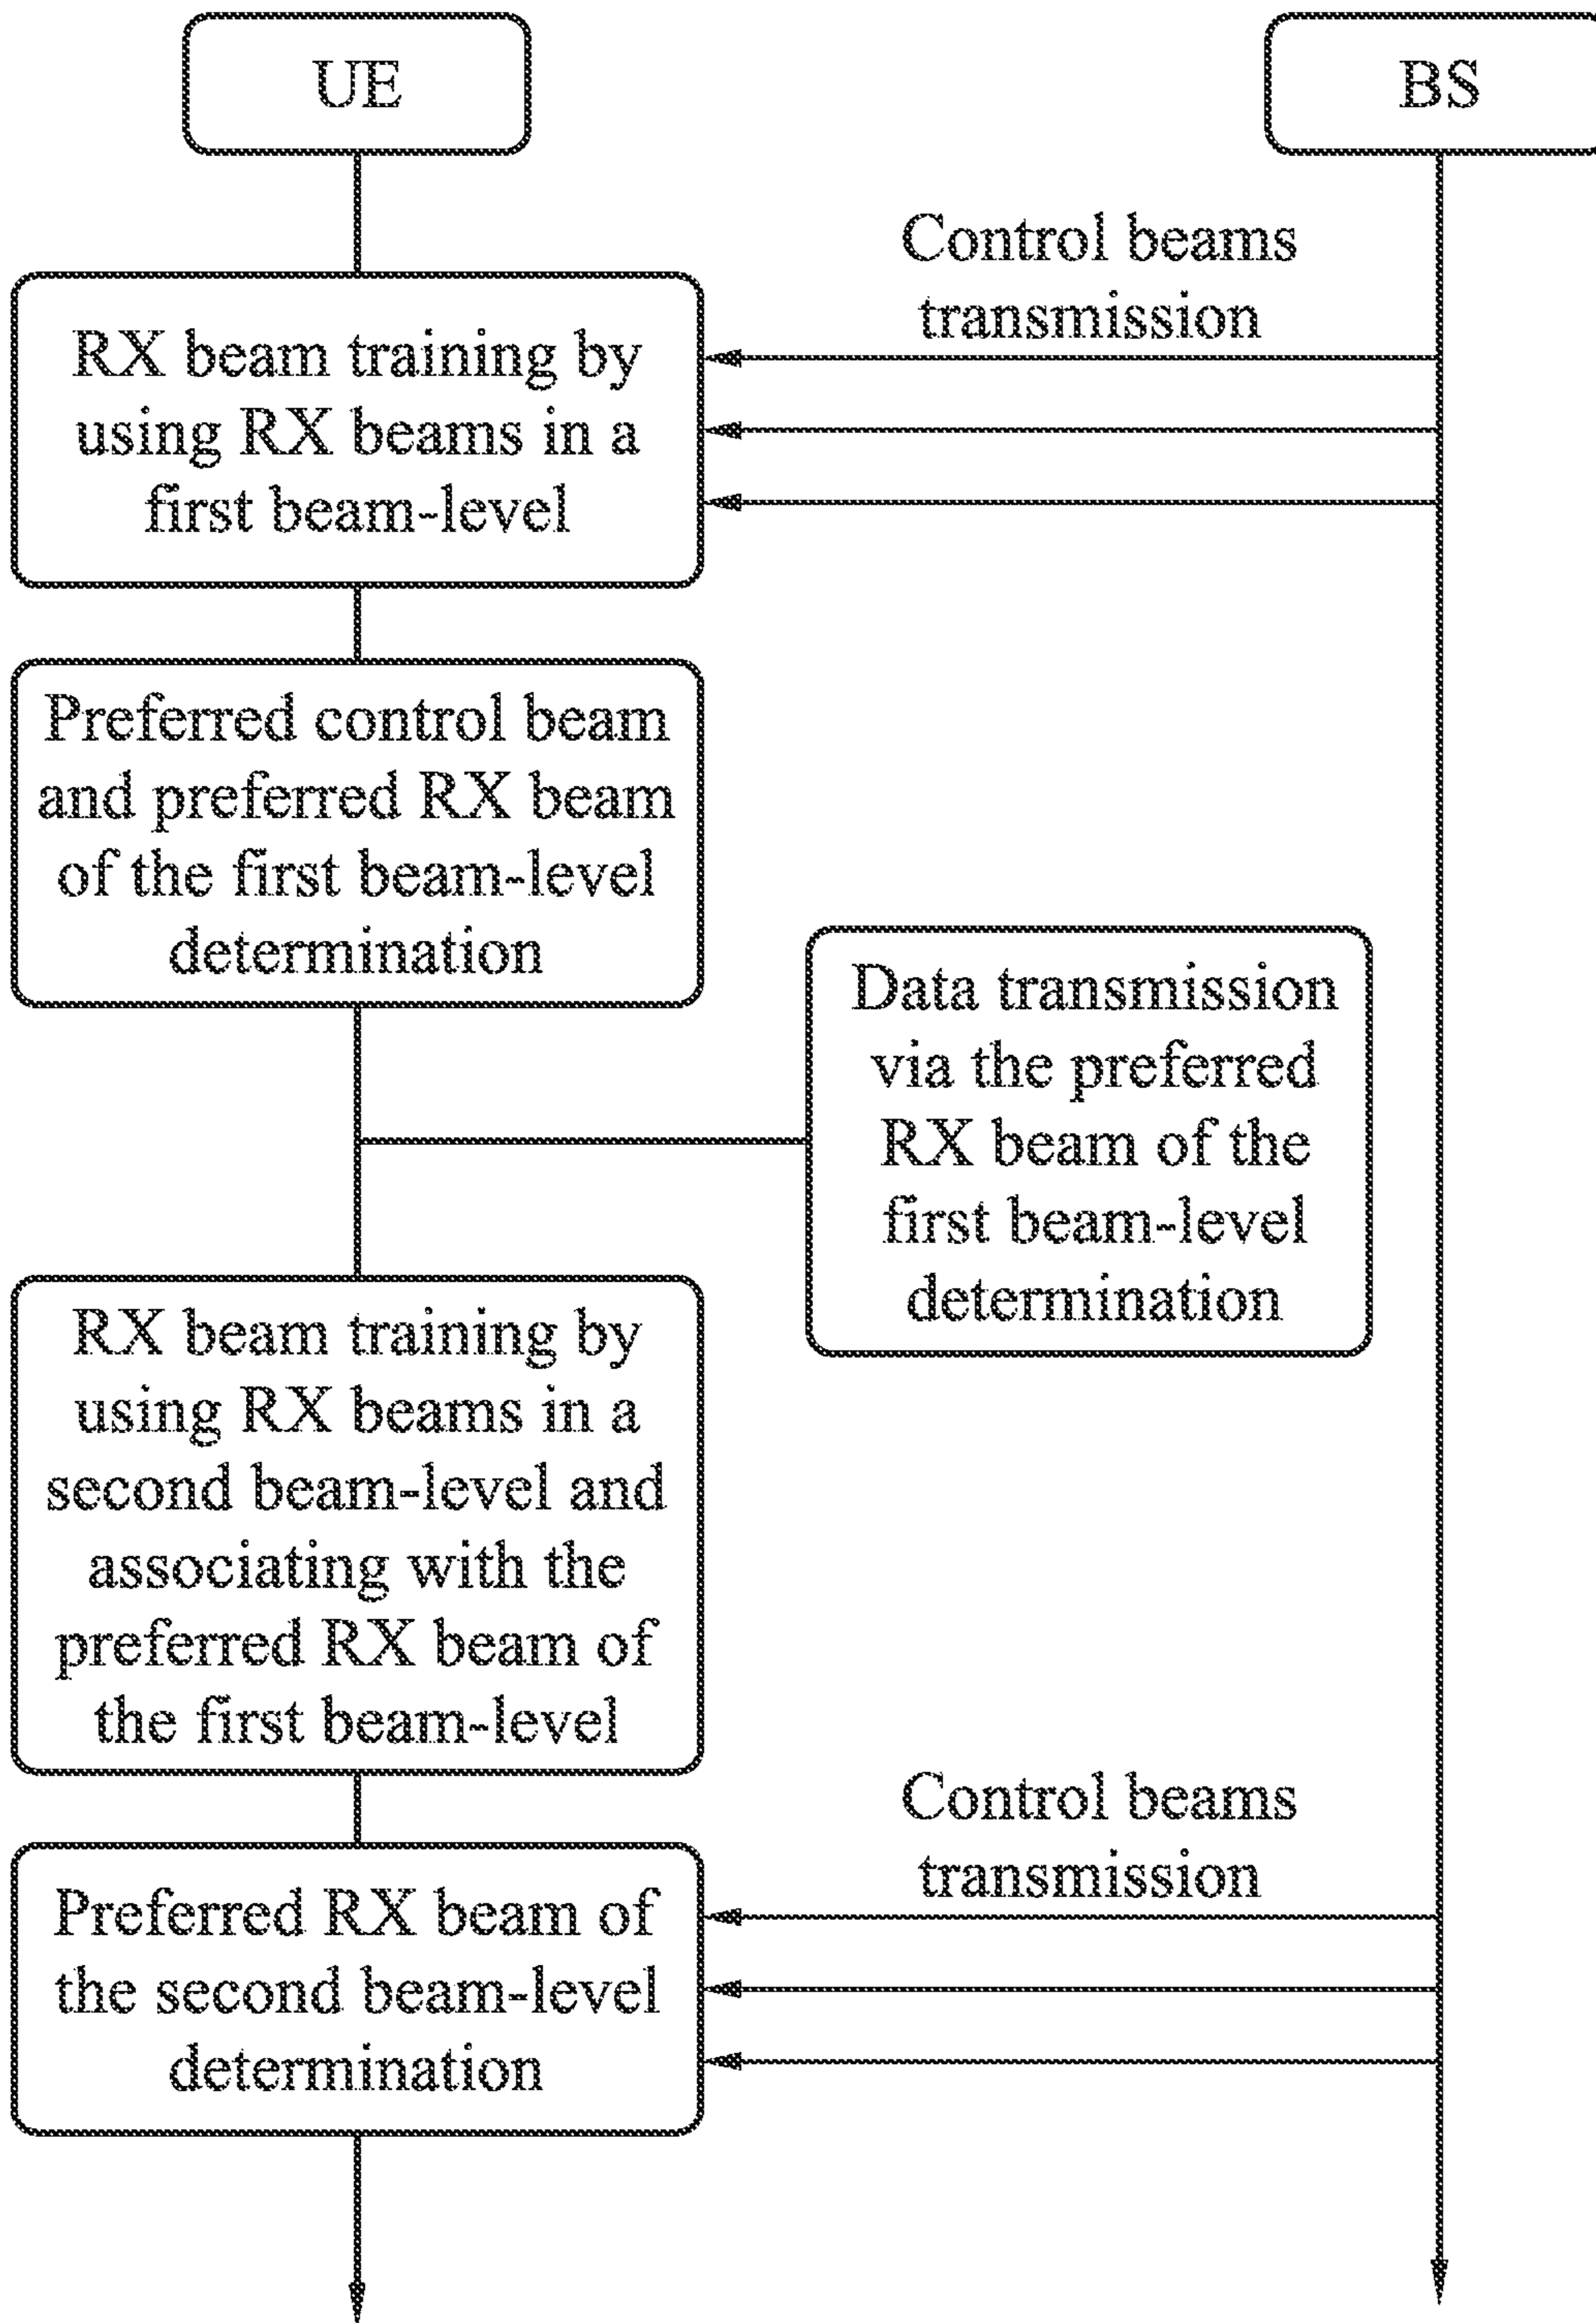 UE
BS
Control beams
transmission
RX beam training by
using RX beams in a
first beam-level
Preferred control beam
and preferred RX beam
of the first beam-level
determination
Data transmission
via the preferred
RX beam of the
first beam-level
determination
RX beam training by
using RX beams in a
second beam-level and
associating with the
preferred RX beam of
the first beam-level
Control beams
transmission
Preferred RX beam of
the second beam-level
determination